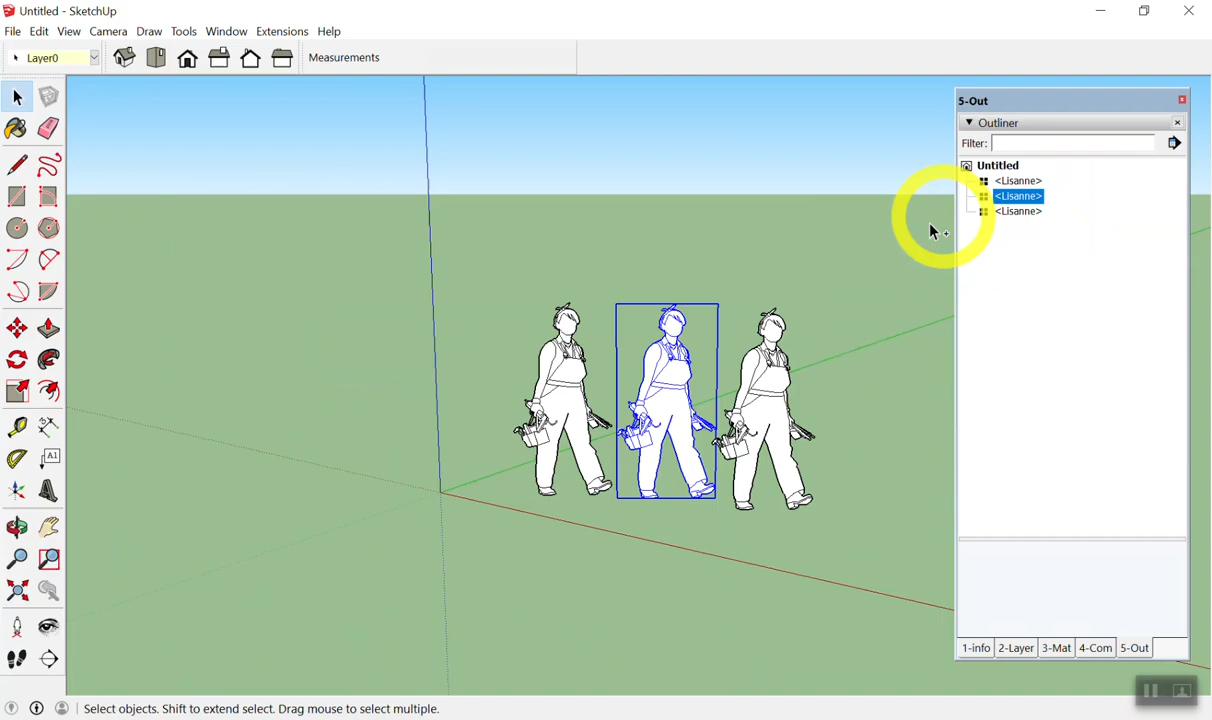 Untitled - SketchUp
File Edit View Camera Draw Tools Window Extensions Help
Layer0 Measurements
5-Out
Outliner
Filter:
Untitled
<Lisanne>
<Lisanne>
<Lisanne>
A1
1-info 2-Layer 3-Mat 4-Com 5-Out
Select objects. Shift to extend select. Drag mouse to select multiple.